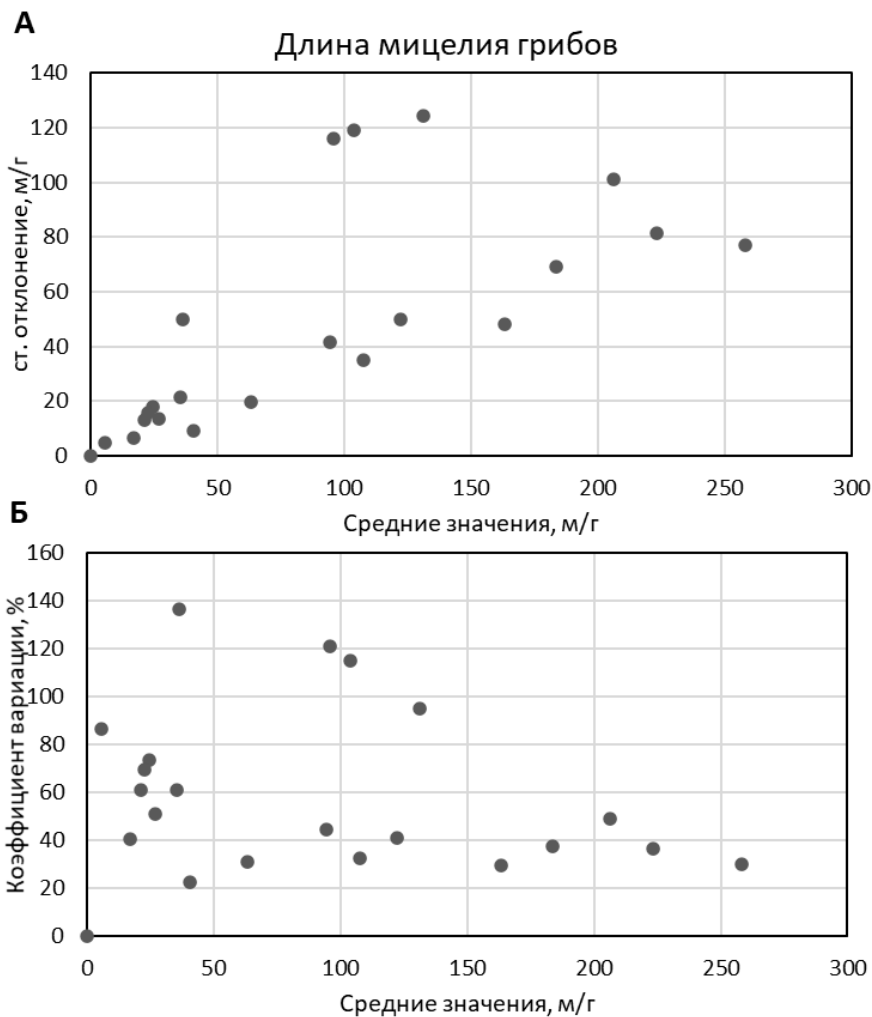 А
Длина мицелия грибов
140
120
100
80
60
40
20
0
ст. отклонение, м/г
0 50 100 150 200 250 300
Средние значения, м/г
Б
160
140
120
100
80
60
40
20
0
Коэффициент вариации, %
0 50 100 150 200 250 300
Средние значения, м/г